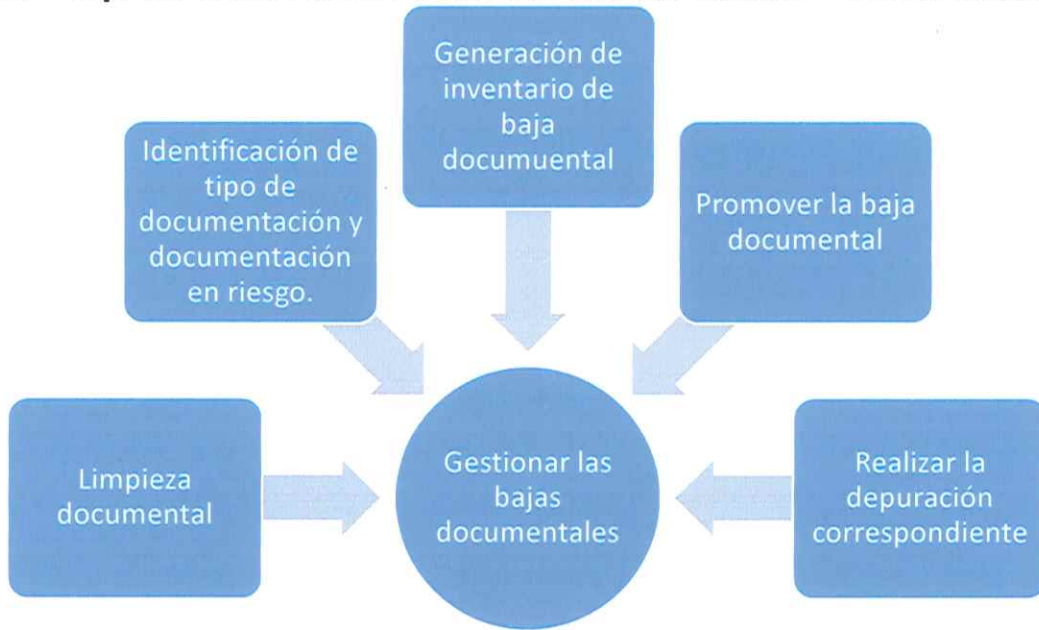 Generación de
inventario de
baja
documuental
Identificación de
tipo de
documentación y
documentación
en riesgo.
Promover la baja
documental
Limpieza
documental
Gestionar las
bajas
documentales
Realizar la
depuración
correspondiente